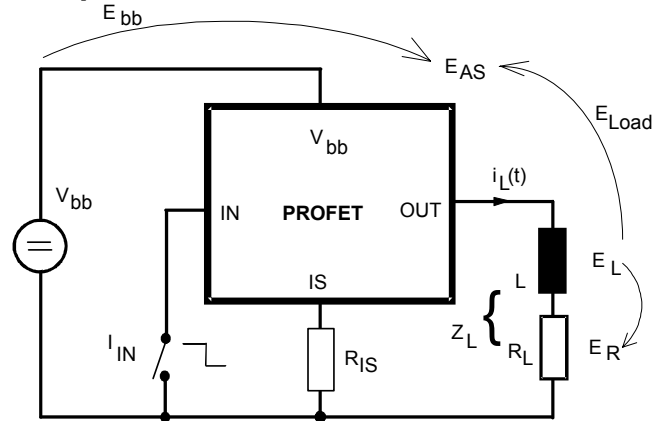 E bb
E AS
E Load
V bb
V bb
i L(t)
IN
PROFET
OUT
IS
L
E L
I IN
R IS
Z L
{
R L
E R